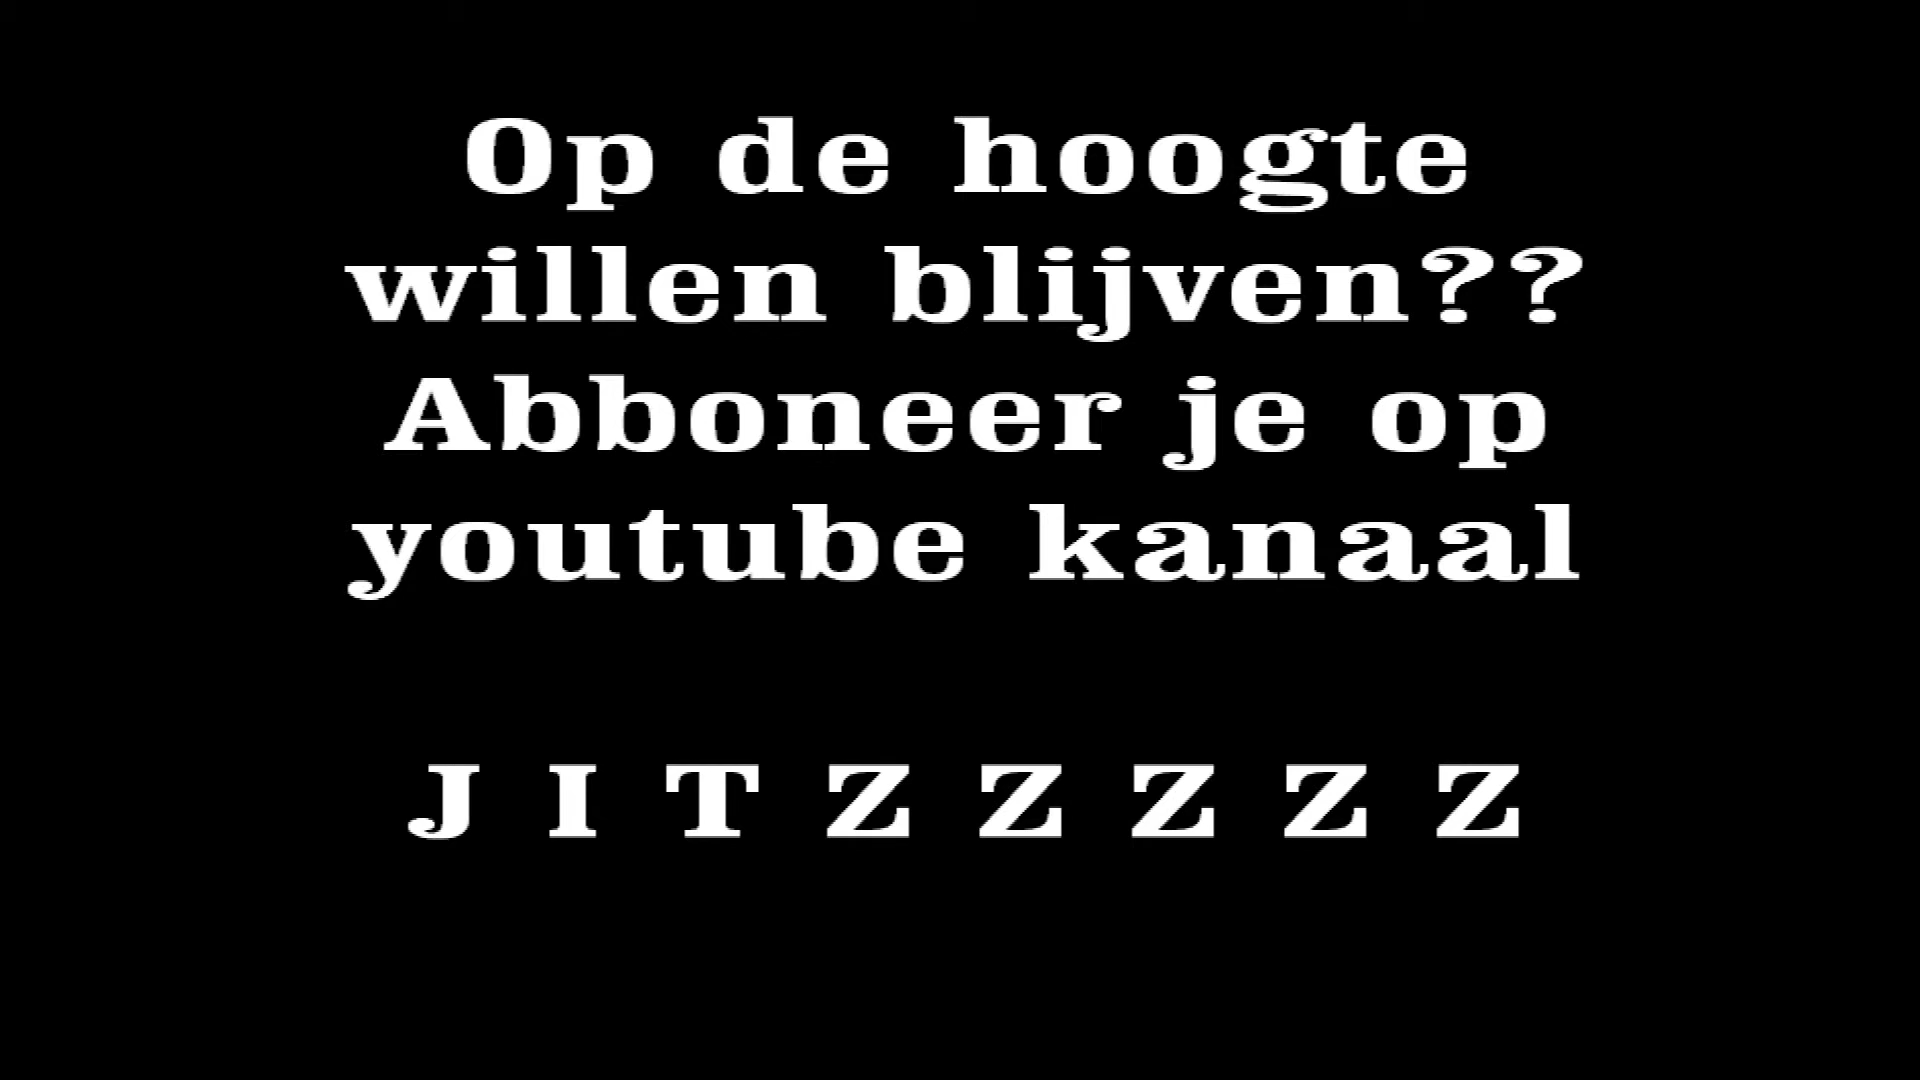 Op de hoogte
willen blijven??
Abboneer je op
youtube kanaal
J I T Z Z Z Z Z